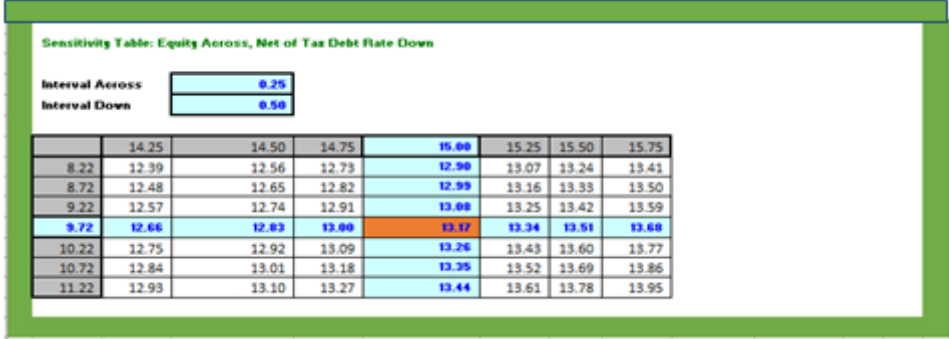 Sensitivity Table: Equity Across, Net of Tax Debt Rate Down
Interval Across 0.25
Interval Down 0.50
14.25 14.50 14.75 15.00 15.25 15.50 15.75
8.22 12.39 12.56 12.73 12.90 13.07 13.24 13.41
8.72 12.48 12.65 12.82 12.99 13.16 13.33 13.50
9.22 12.57 12.74 12.91 13.08 13.25 13.42 13.59
9.72 12.66 12.83 13.00 13.17 13.34 13.51 13.68
10.22 12.75 12.92 13.09 13.26 13.43 13.60 13.77
10.72 12.84 13.01 13.18 13.35 13.52 13.69 13.86
11.22 12.93 13.10 13.27 13.44 13.61 13.78 13.95